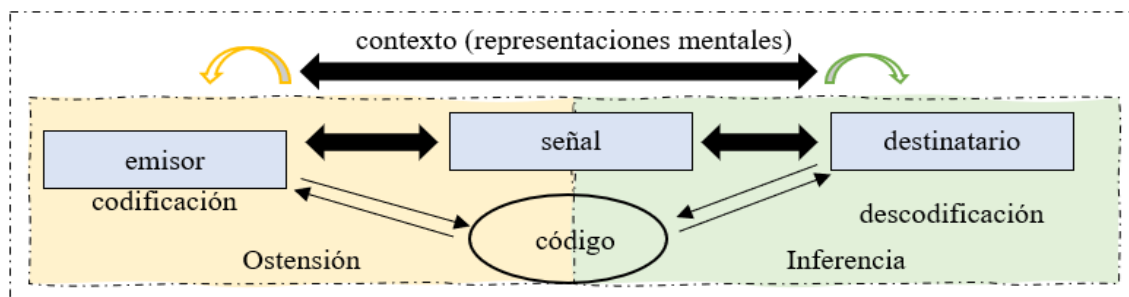 contexto (representaciones mentales)
emisor
señal
destinatario
codificación
código
descodificación
Ostensión
Inferencia